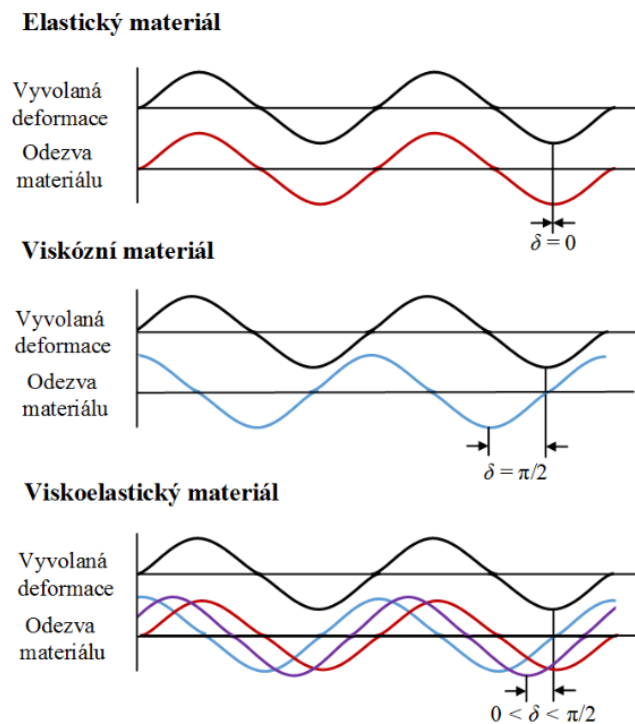 Elastický materiál
Vyvolaná
deformace
Odezva
materiálu
δ = 0
Viskózní materiál
Vyvolaná
deformace
Odezva
materiálu
δ = π/2
Viskoelastický materiál
Vyvolaná
deformace
Odezva
materiálu
0 < δ < π/2